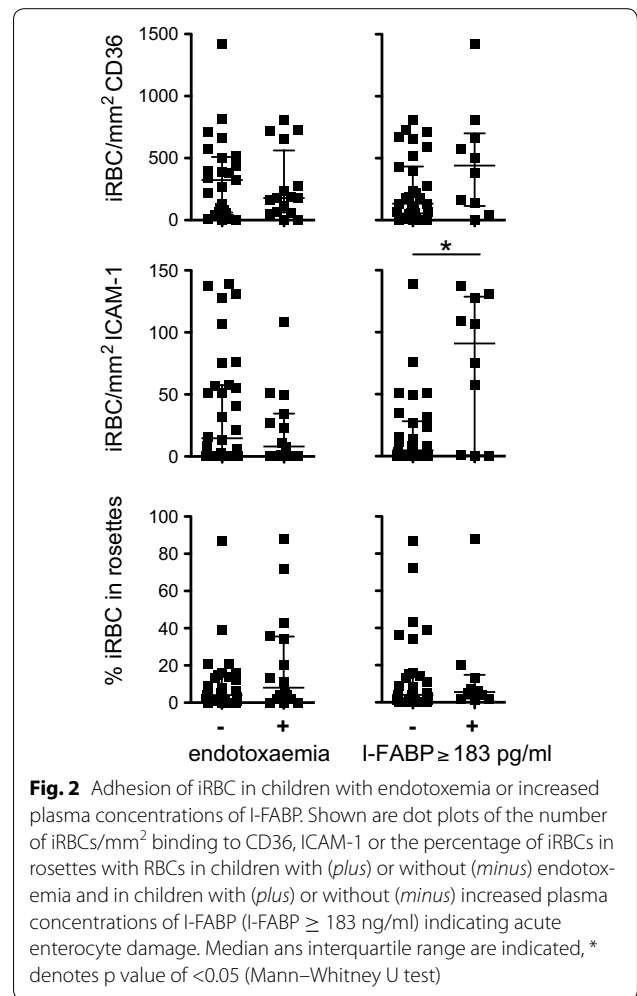 1500
1000
500
0
iRBC/mm² CD36
*
150
100
50
0
iRBC/mm² ICAM-1
100
80
60
40
20
0
% iRBC in rosettes
- + - +
endotoxaemia I-FABP ≥ 183 pg/ml
Fig. 2 Adhesion of iRBC in children with endotoxemia or increased
plasma concentrations of I-FABP. Shown are dot plots of the number
of iRBCs/mm² binding to CD36, ICAM-1 or the percentage of iRBCs in
rosettes with RBCs in children with (plus) or without (minus) endotox-
emia and in children with (plus) or without (minus) increased plasma
concentrations of I-FABP (I-FABP ≥ 183 ng/ml) indicating acute
enterocyte damage. Median ans interquartile range are indicated, *
denotes p value of <0.05 (Mann–Whitney U test)